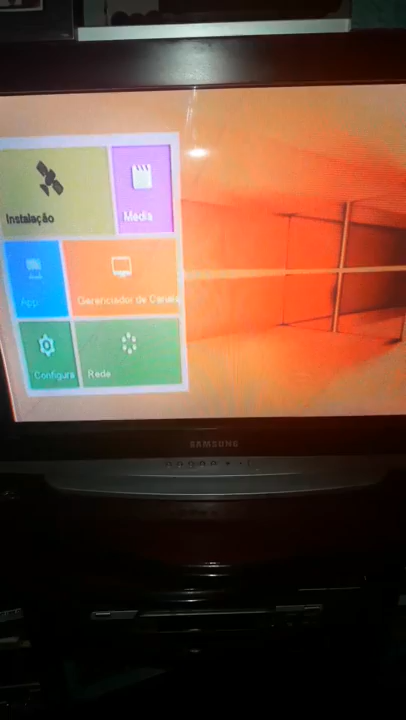 Instalação
Media
App
Gerenciador de Canais
Configura
Rede
SAMSUNG